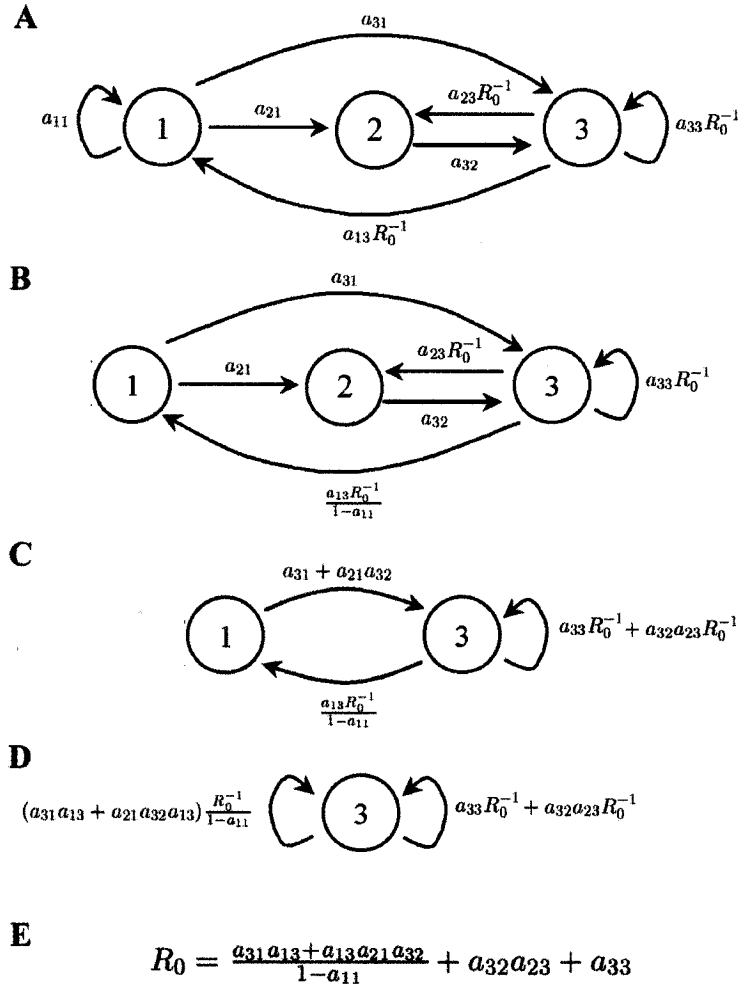 A
a₃₁
a₁₁
1
a₂₁
2
a₂₃R₀⁻¹
a₃₂
3
a₃₃R₀⁻¹
a₁₃R₀⁻¹
B
a₃₁
1
a₂₁
2
a₂₃R₀⁻¹
a₃₂
3
a₃₃R₀⁻¹
a₁₃R₀⁻¹/1−a₁₁
C
a₃₁ + a₂₁a₃₂
1
3
a₃₃R₀⁻¹ + a₃₂a₂₃R₀⁻¹
a₁₃R₀⁻¹/1−a₁₁
D
(a₃₁a₁₃ + a₂₁a₃₂a₁₃) R₀⁻¹/1−a₁₁
3
a₃₃R₀⁻¹ + a₃₂a₂₃R₀⁻¹
E
R₀ = a₃₁a₁₃+a₁₃a₂₁a₃₂/1−a₁₁ + a₃₂a₂₃ + a₃₃